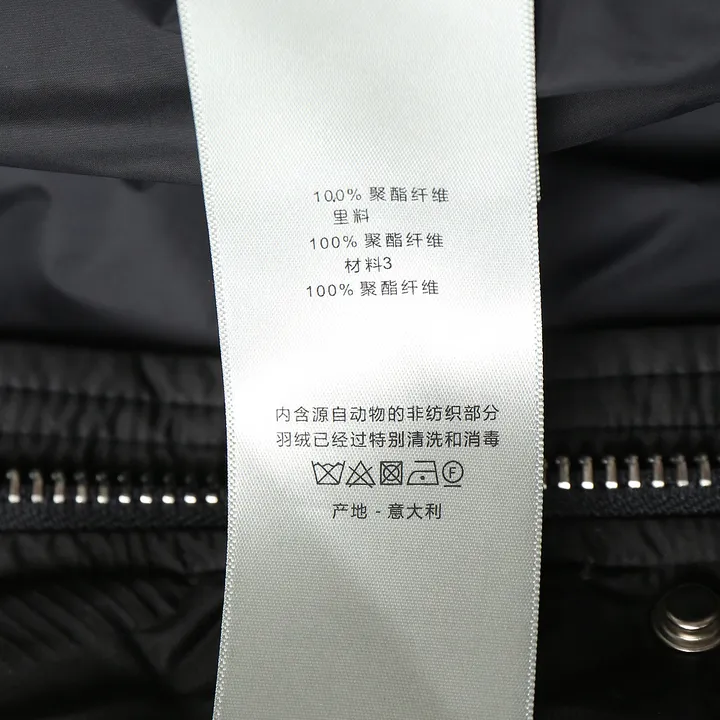 100% 聚酯纤维
里料
100% 聚酯纤维
材料3
100% 聚酯纤维
内含源自动物的非纺织部分
羽绒已经过特别清洗和消毒
F
产地 - 意大利